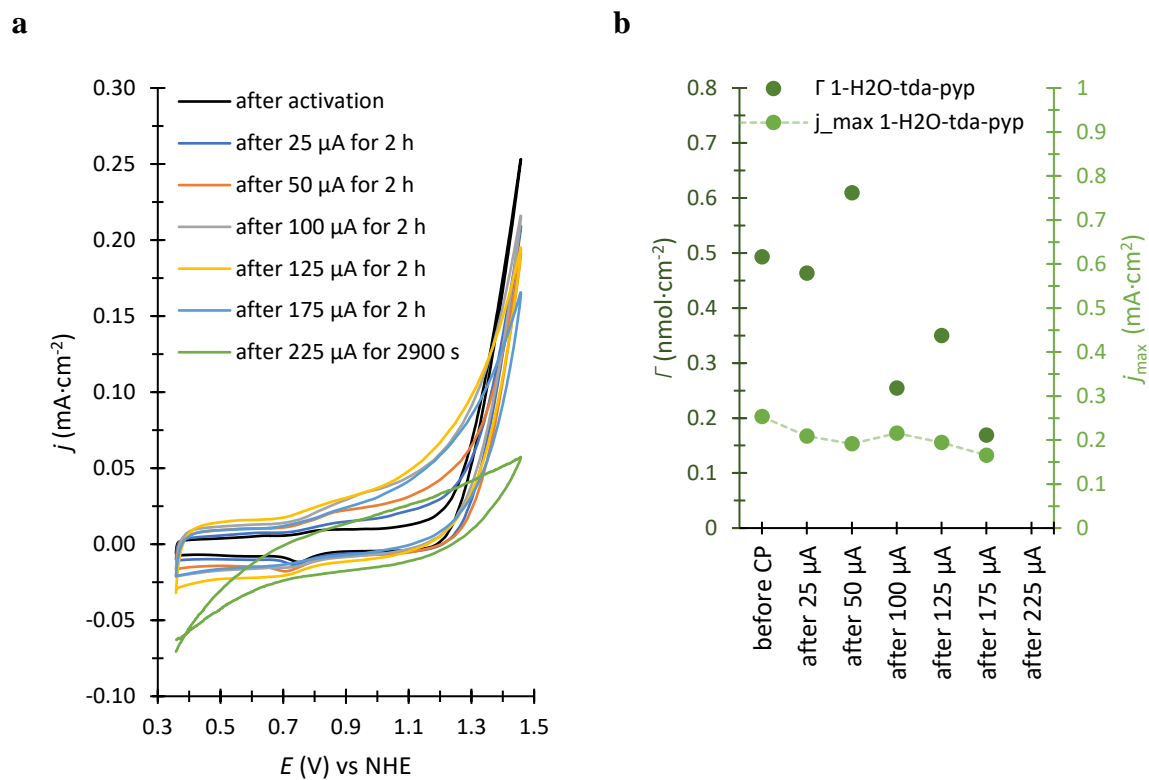 a
0.30
0.25
0.20
0.15
0.10
0.05
0.00
-0.05
-0.10
j (mA·cm⁻²)
after activation
after 25 µA for 2 h
after 50 µA for 2 h
after 100 µA for 2 h
after 125 µA for 2 h
after 175 µA for 2 h
after 225 µA for 2900 s
0.3 0.5 0.7 0.9 1.1 1.3 1.5
E (V) vs NHE
b
0.8
0.7
0.6
0.5
0.4
0.3
0.2
0.1
0
Γ (nmol·cm⁻²)
Γ 1-H2O-tda-pyp
j_max 1-H2O-tda-pyp
1
0.9
0.8
0.7
0.6
0.5
0.4
0.3
0.2
0.1
0
jmax (mA·cm²)
before CP
after 25 µA
after 50 µA
after 100 µA
after 125 µA
after 175 µA
after 225 µA